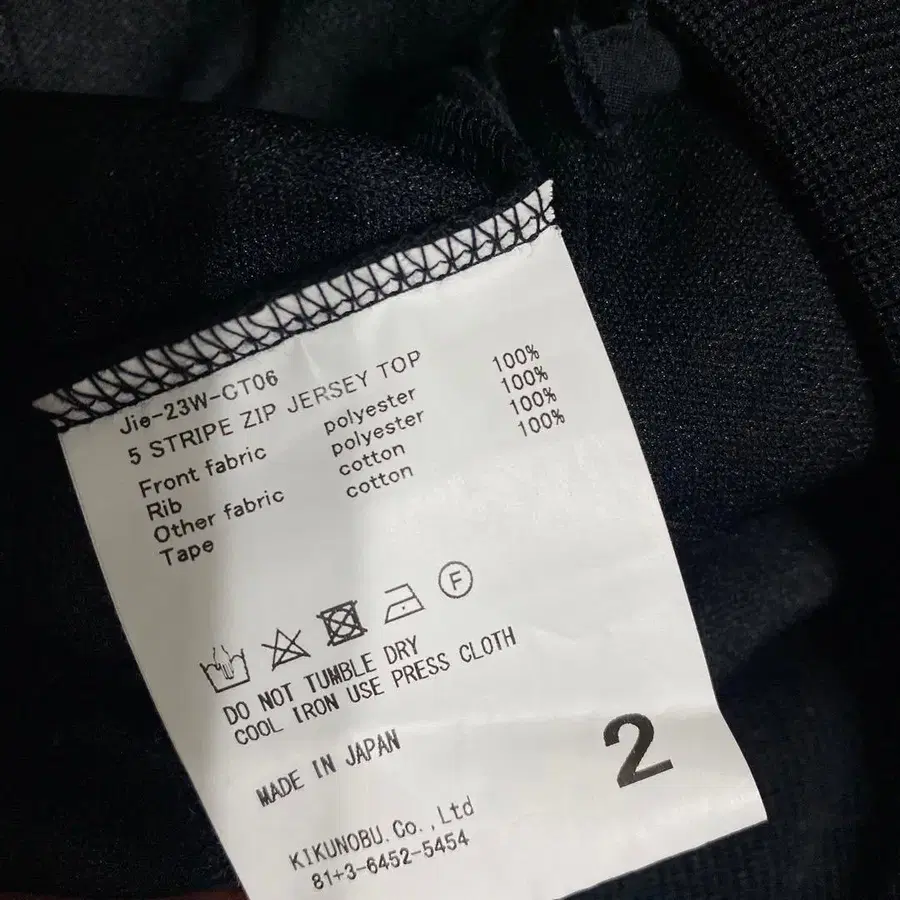 Jie-23W-CT06
5 STRIPE ZIP JERSEY TOP
Front fabric polyester 100%
Rib polyester 100%
Other fabric cotton 100%
Tape cotton 100%
F
DO NOT TUMBLE DRY
COOL IRON USE PRESS CLOTH
MADE IN JAPAN
2
KIKUNOBU.Co.,Ltd
81+3-6452-5454